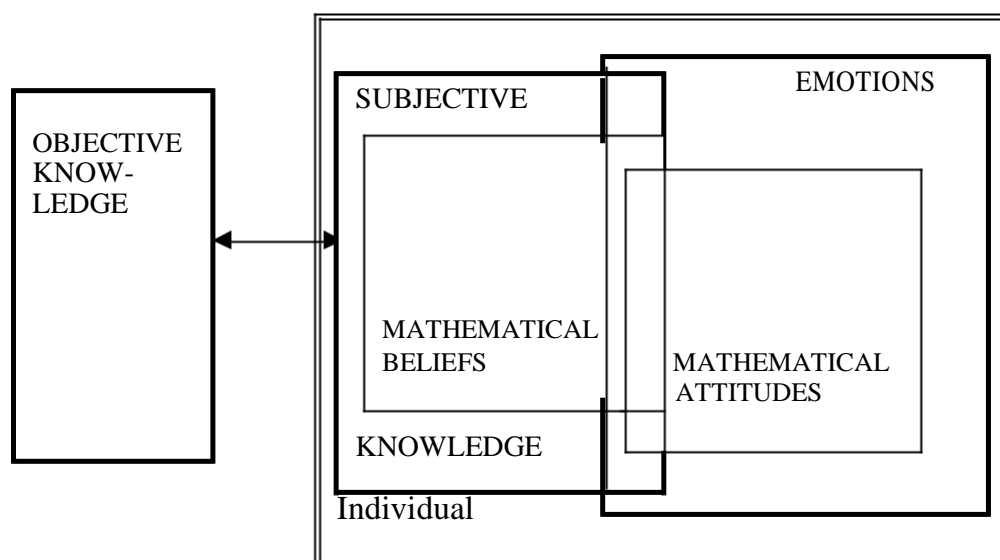 OBJECTIVE
KNOW-
LEDGE
SUBJECTIVE
MATHEMATICAL
BELIEFS
KNOWLEDGE
Individual
EMOTIONS
MATHEMATICAL
ATTITUDES